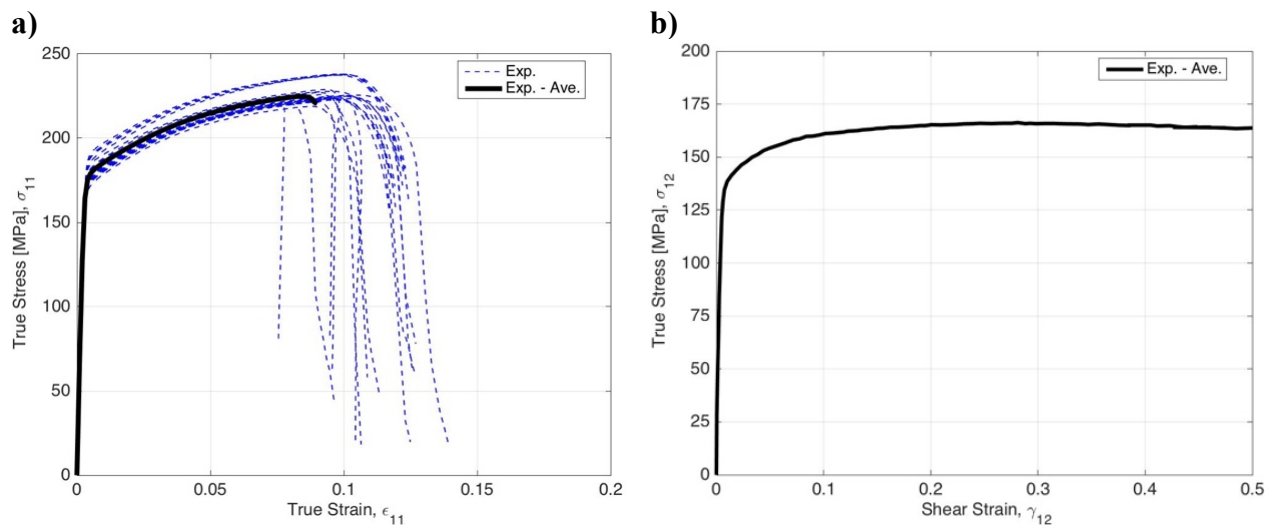 a)
250
200
150
100
50
0
True Stress [MPa], σ11
Exp.
Exp. - Ave.
0
0.05
0.1
0.15
0.2
True Strain, ϵ11
b)
200
175
150
125
100
75
50
25
0
True Stress [MPa], σ12
Exp. - Ave.
0
0.1
0.2
0.3
0.4
0.5
Shear Strain, γ12